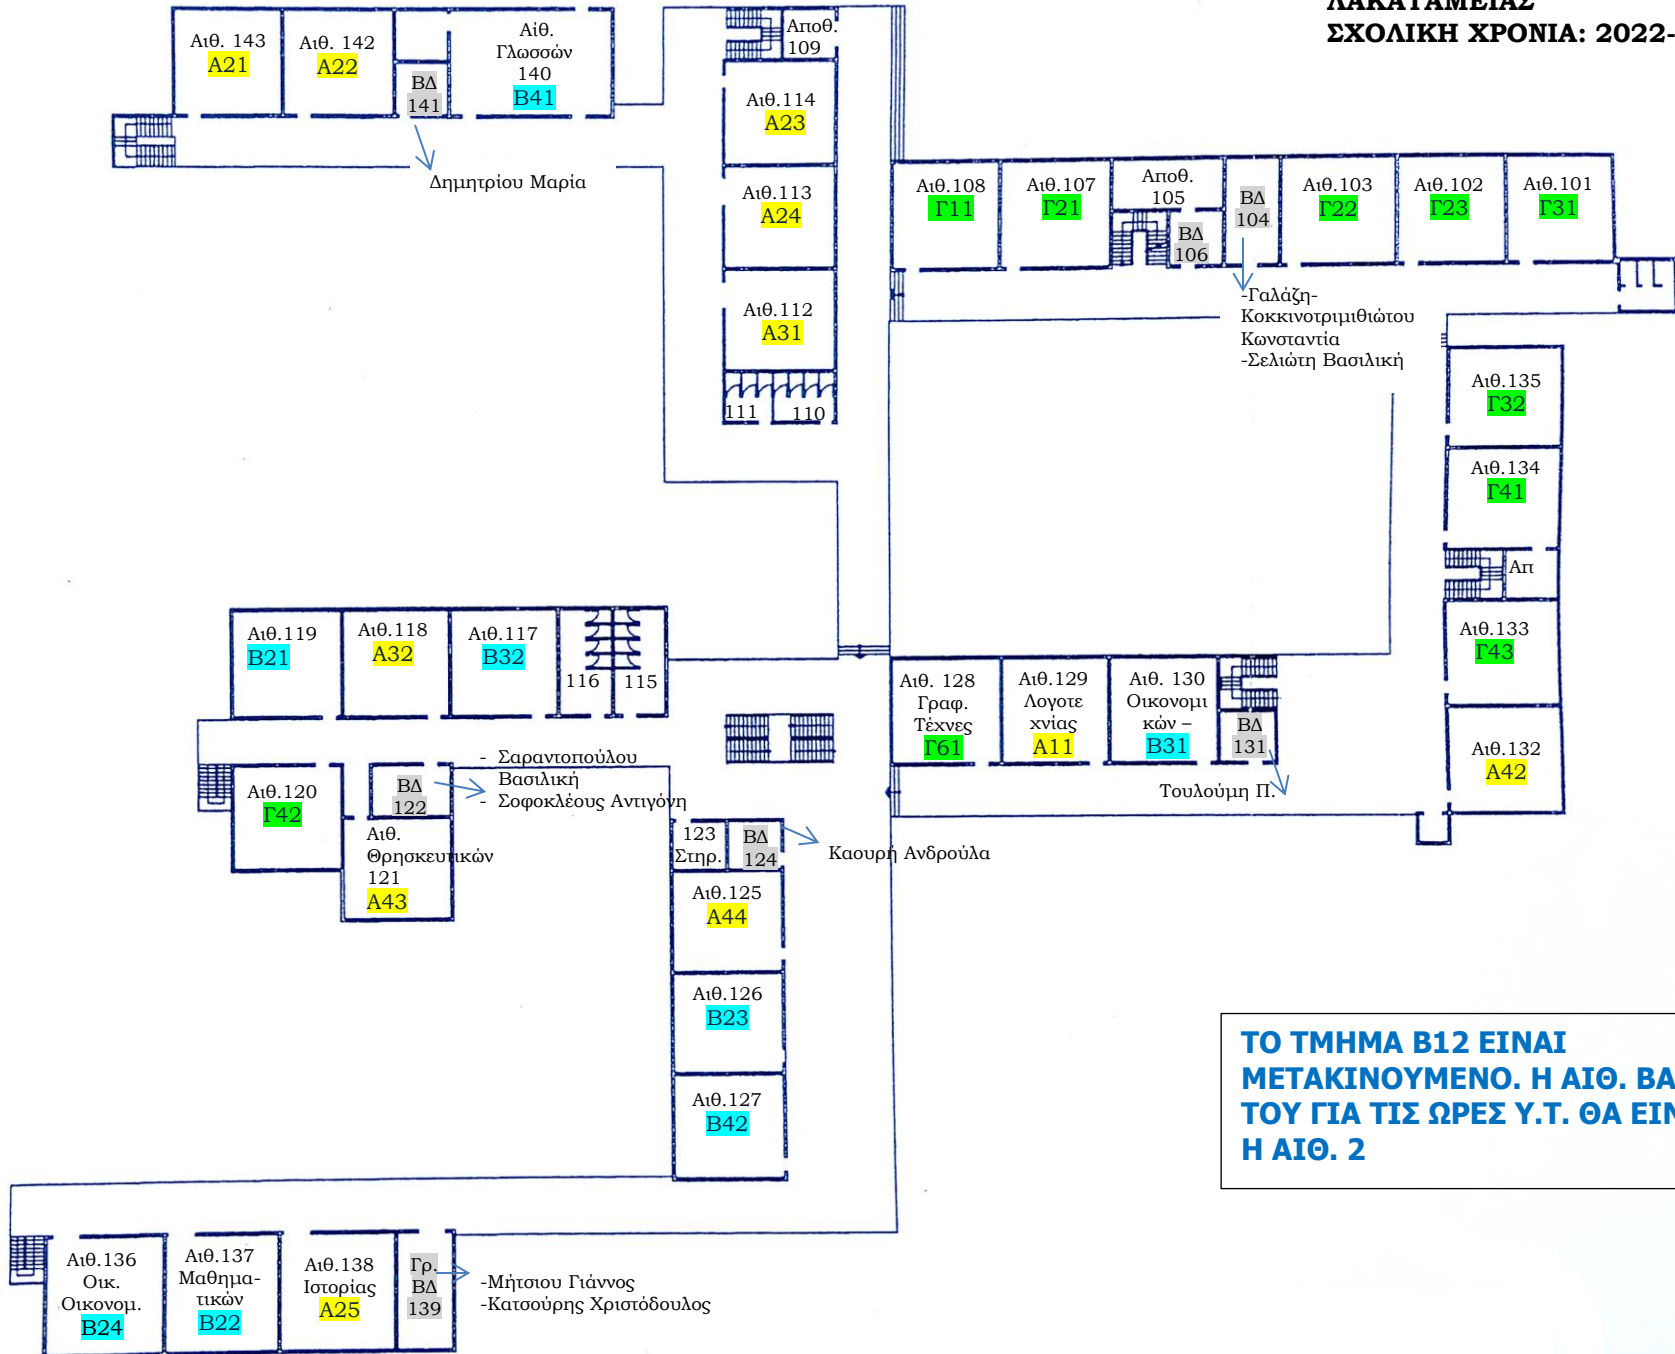 ΛΑΚΑΤΑΜΕΙΑΣ
ΣΧΟΛΙΚΗ ΧΡΟΝΙΑ: 2022-
Αιθ. 143
Α21
Αιθ. 142
Α22
ΒΔ
141
Αίθ.
Γλωσσών
140
Β41
Δημητρίου Μαρία
Αποθ.
109
Αιθ.114
Α23
Αιθ.113
Α24
Αιθ.112
Α31
111
110
Αιθ.108
Γ11
Αιθ.107
Γ21
Αποθ.
105
ΒΔ
106
ΒΔ
104
Αιθ.103
Γ22
Αιθ.102
Γ23
Αιθ.101
Γ31
-Γαλάζη-
Κοκκινοτριμιθιώτου
Κωνσταντία
-Σελιώτη Βασιλική
Αιθ.135
Γ32
Αιθ.134
Γ41
Απ
Αιθ.133
Γ43
Αιθ.132
Α42
Αιθ.119
Β21
Αιθ.118
Α32
Αιθ.117
Β32
116
115
Αιθ. 128
Γραφ.
Τέχνες
Γ61
Αιθ.129
Λογοτε
χνίας
Α11
Αιθ. 130
Οικονομι
κών –
Β31
ΒΔ
131
Τουλούμη Π.
Αιθ.120
Γ42
ΒΔ
122
- Σαραντοπούλου
Βασιλική
- Σοφοκλέους Αντιγόνη
Αιθ.
Θρησκευτικών
121
Α43
123
Στηρ.
ΒΔ
124
Καουρή Ανδρούλα
Αιθ.125
Α44
Αιθ.126
Β23
Αιθ.127
Β42
ΤΟ ΤΜΗΜΑ Β12 ΕΙΝΑΙ
ΜΕΤΑΚΙΝΟΥΜΕΝΟ. Η ΑΙΘ. ΒΑ
ΤΟΥ ΓΙΑ ΤΙΣ ΩΡΕΣ Υ.Τ. ΘΑ ΕΙΝ
Η ΑΙΘ. 2
Αιθ.136
Οικ.
Οικονομ.
Β24
Αιθ.137
Μαθημα-
τικών
Β22
Αιθ.138
Ιστορίας
Α25
Γρ.
ΒΔ
139
-Μήτσιου Γιάννος
-Κατσούρης Χριστόδουλος